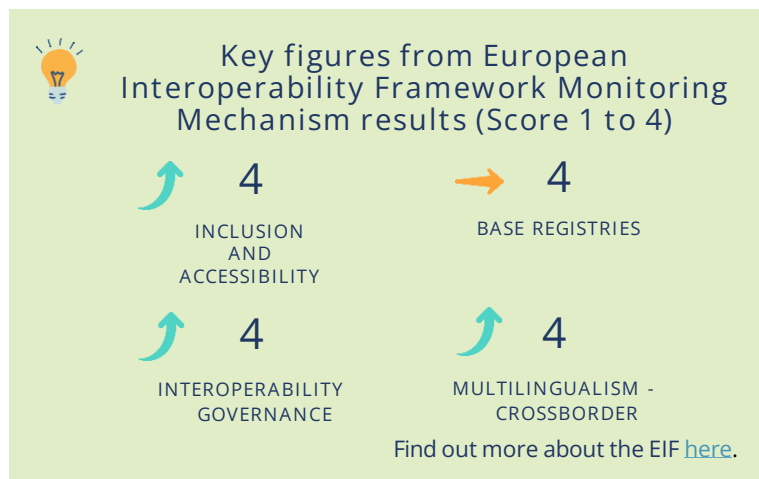 Key figures from European
Interoperability Framework Monitoring
Mechanism results (Score 1 to 4)
4
INCLUSION
AND
ACCESSIBILITY
4
BASE REGISTRIES
4
INTEROPERABILITY
GOVERNANCE
4
MULTILINGUALISM -
CROSSBORDER
Find out more about the EIF here.